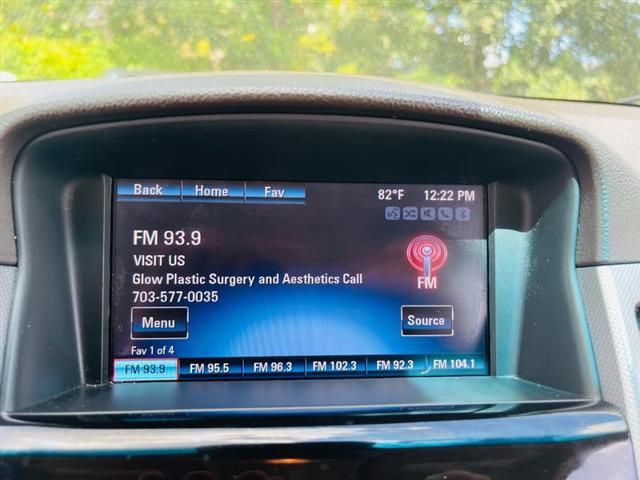 Back Home Fav 82°F 12:22 PM
FM 93.9
VISIT US
Glow Plastic Surgery and Aesthetics Call
703-577-0035
FM
Menu Source
Fav 1 of 4
FM 93.9 FM 95.5 FM 96.3 FM 102.3 FM 92.3 FM 104.1